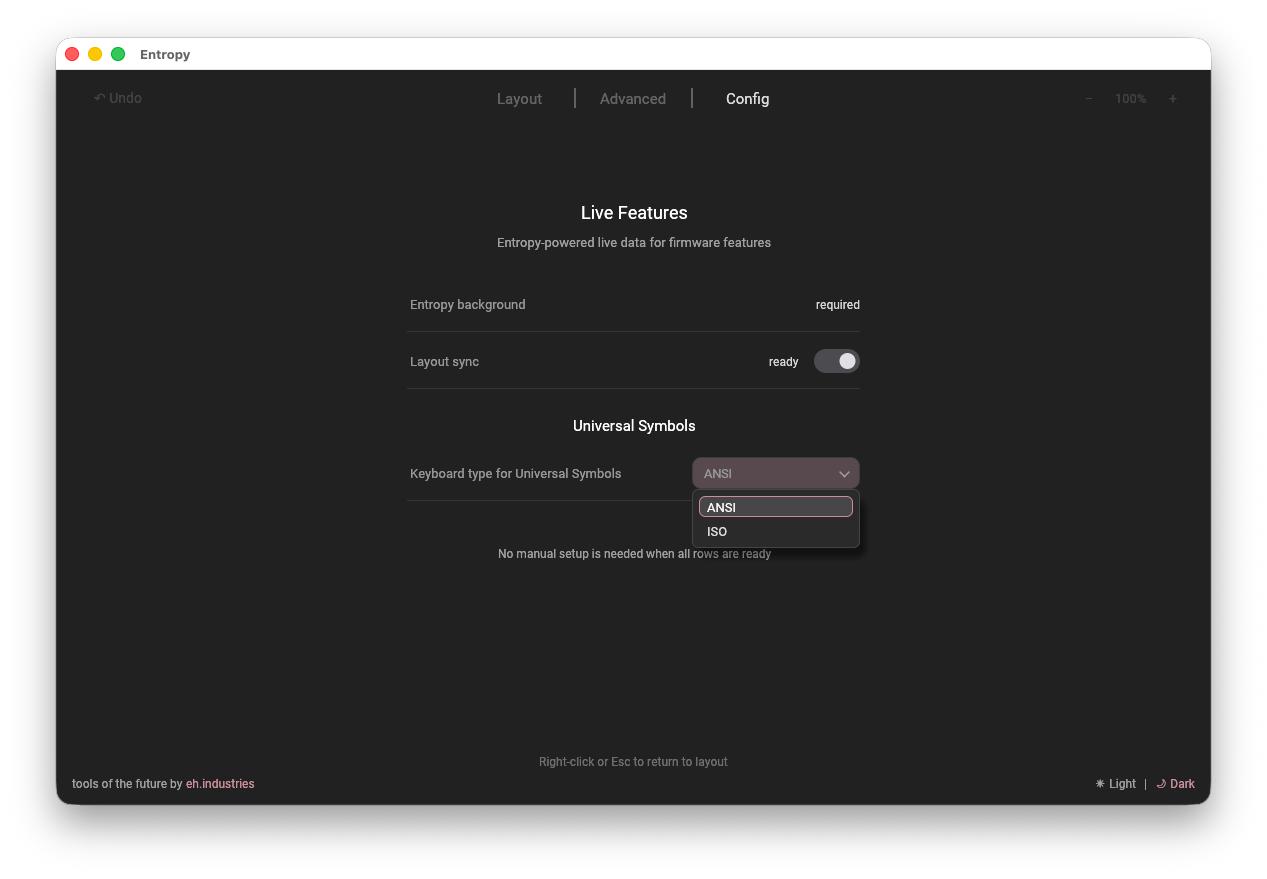 Entropy
↶ Undo
Layout | Advanced | Config
− 100% +
Live Features
Entropy-powered live data for firmware features
Entropy background required
Layout sync ready
Universal Symbols
Keyboard type for Universal Symbols ANSI
ANSI
ISO
No manual setup is needed when all rows are ready
Right-click or Esc to return to layout
tools of the future by eh.industries
Light | Dark